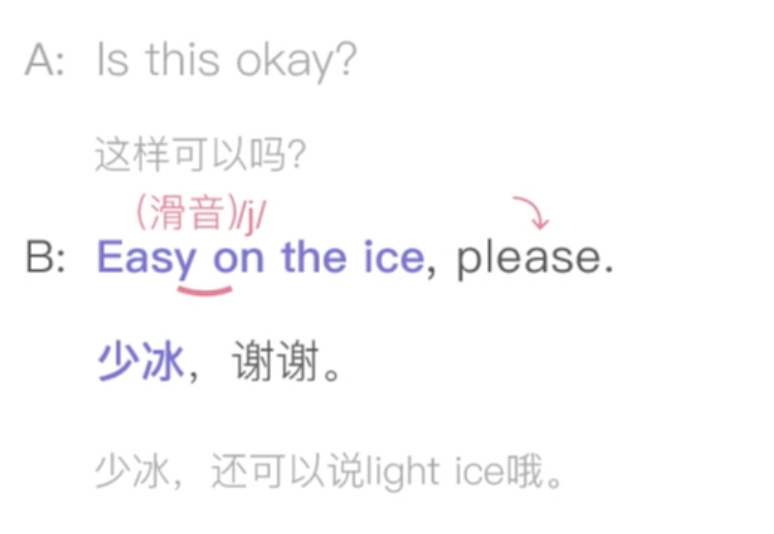 A: Is this okay?
这样可以吗?
(滑音)/j/
B: Easy on the ice, please.
少冰，谢谢。
少冰，还可以说light ice哦。